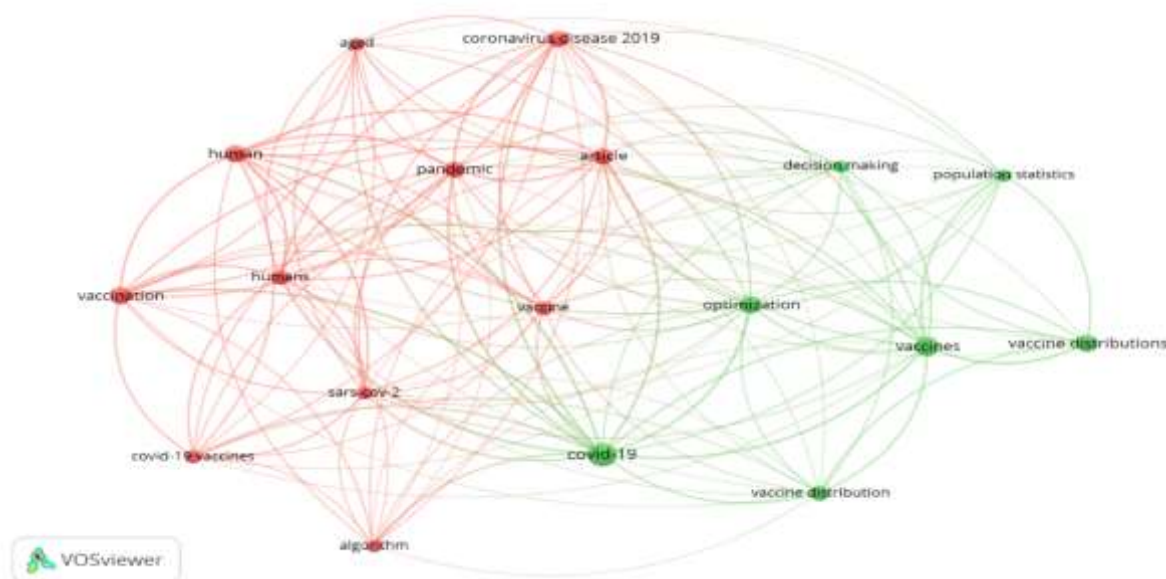 coronavirus disease 2019
aged
human
article
pandemic
decision making
population statistics
humans
vaccination
vaccine
optimization
vaccines
vaccine distributions
sars-cov-2
covid-19 vaccines
covid-19
vaccine distribution
algorithm
VOSviewer